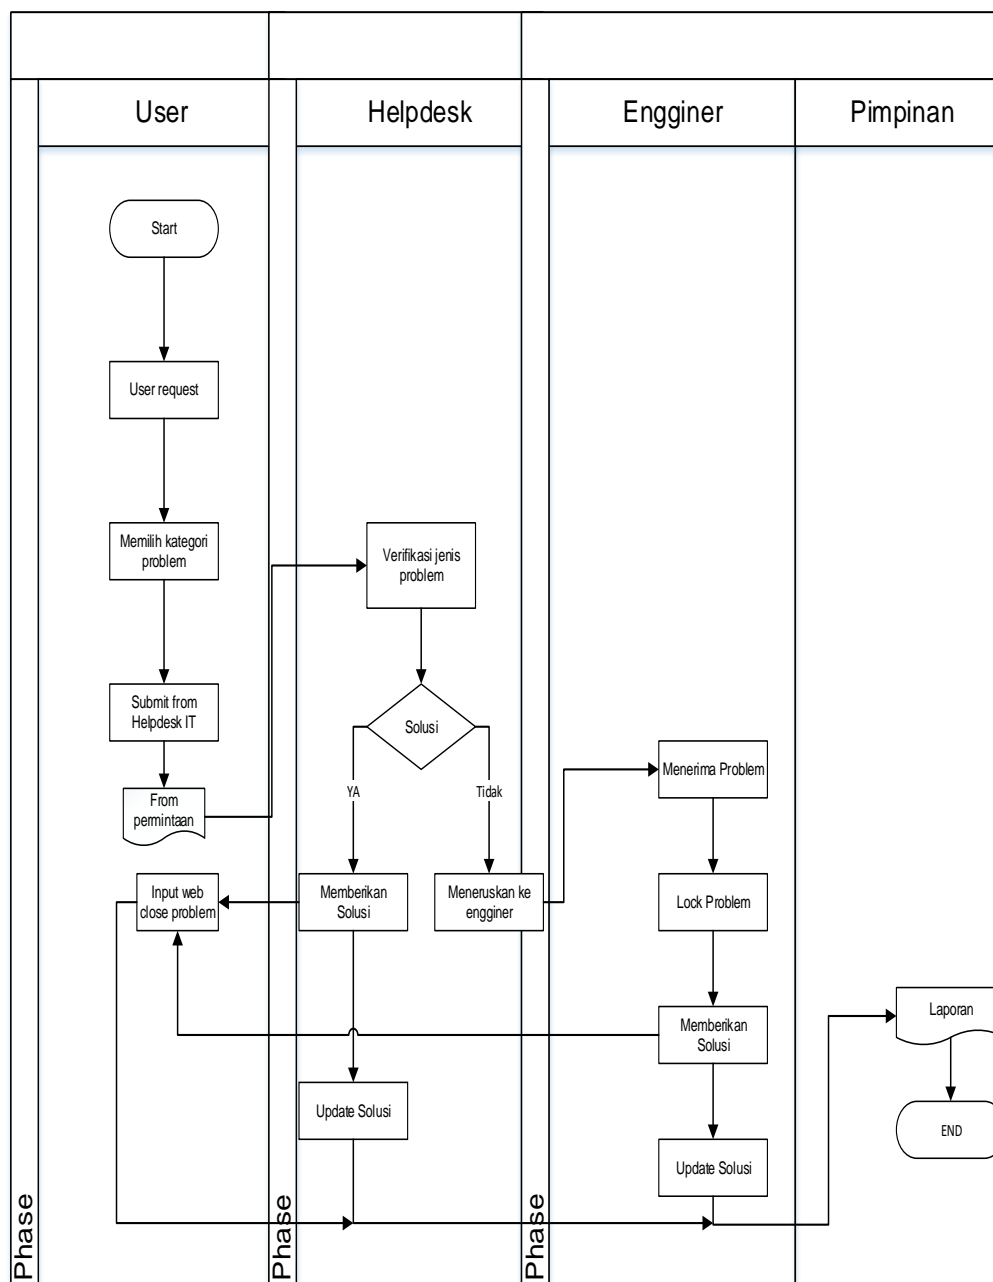 User
Helpdesk
Engginer
Pimpinan
Start
User request
Memilih kategori
problem
Submit from
Helpdesk IT
From
permintaan
Input web
close problem
Phase
Verifikasi jenis
problem
Solusi
YA
Tidak
Memberikan
Solusi
Meneruskan ke
engginer
Update Solusi
Phase
Menerima Problem
Lock Problem
Memberikan
Solusi
Update Solusi
Phase
Laporan
END